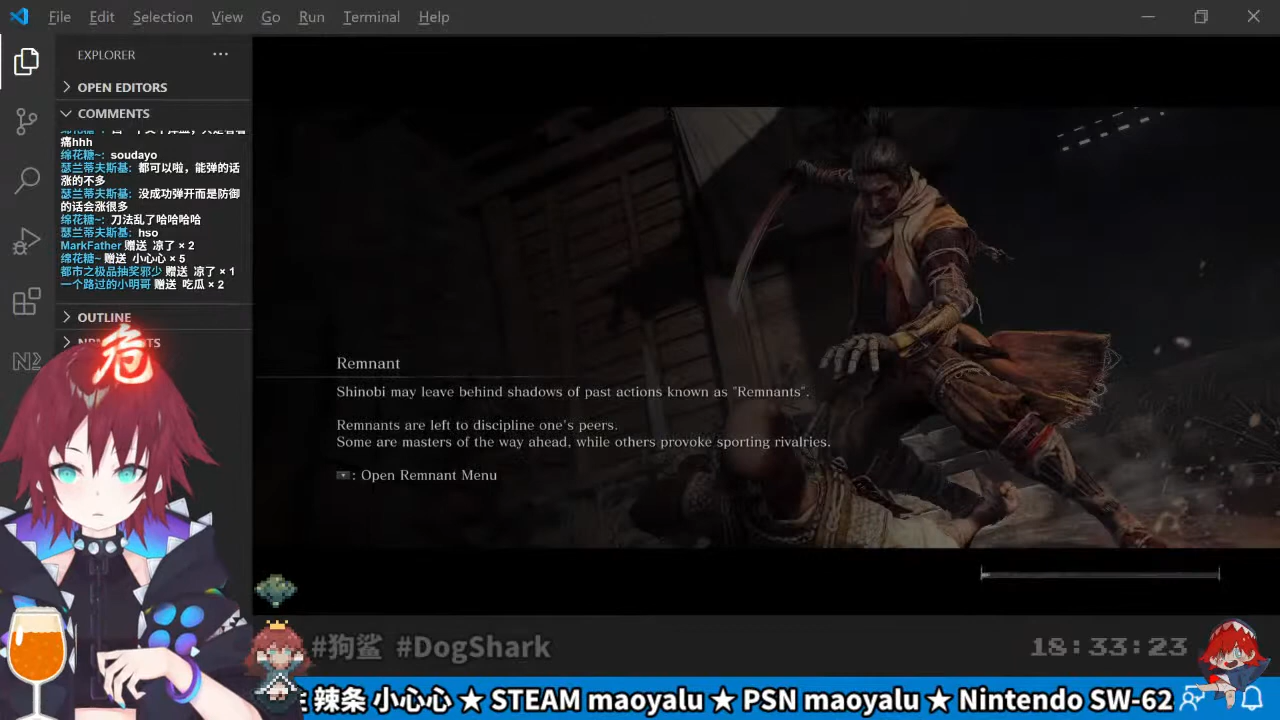 File Edit Selection View Go Run Terminal Help
EXPLORER ···
OPEN EDITORS
COMMENTS
痛hhh
绵花糖~: soudayo
瑟兰蒂夫斯基: 都可以啦，能弹的话
涨的不多
瑟兰蒂夫斯基: 没成功弹开而是防御
的话会涨很多
绵花糖~: 刀法乱了哈哈哈哈
瑟兰蒂夫斯基: hso
MarkFather 赠送 凉了 × 2
绵花糖~ 赠送 小心心 × 5
都市之极品抽奖邪少 赠送 凉了 × 1
一个路过的小明哥 赠送 吃瓜 × 2
OUTLINE
危
Remnant
Shinobi may leave behind shadows of past actions known as "Remnants".
Remnants are left to discipline one's peers.
Some are masters of the way ahead, while others provoke sporting rivalries.
: Open Remnant Menu
#狗鲨 #DogShark
18:33:23
辣条 小心心 ★ STEAM maoyalu ★ PSN maoyalu ★ Nintendo SW-62